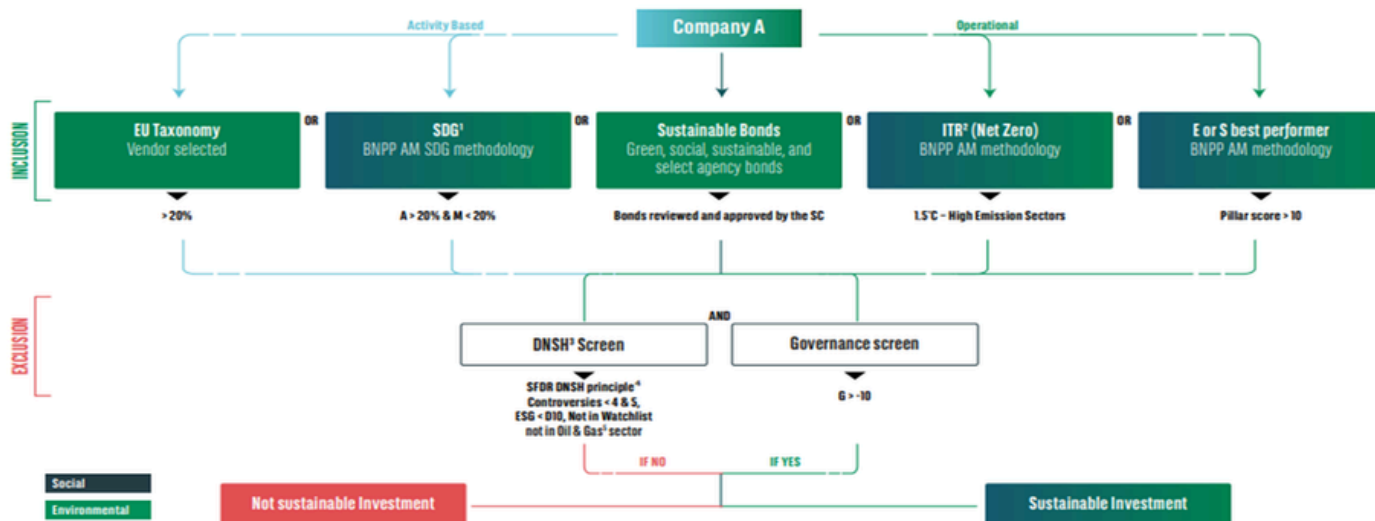 Company A
Activity Based
Operational
INCLUSION
EU Taxonomy
Vendor selected
OR
SDG¹
BNPP AM SDG methodology
OR
Sustainable Bonds
Green, social, sustainable, and
select agency bonds
OR
ITR² (Net Zero)
BNPP AM methodology
OR
E or S best performer
BNPP AM methodology
> 20%
A > 20% & M < 20%
Bonds reviewed and approved by the SC
1.5°C – High Emission Sectors
Pillar score > 10
EXCLUSION
DNSH³ Screen
AND
Governance screen
SFDR DNSH principle⁴
Controversies < 4 & 5,
ESG < D10, Not in Watchlist
not in Oil & Gas⁵ sector
G > -10
IF NO
IF YES
Social
Environmental
Not sustainable Investment
Sustainable Investment